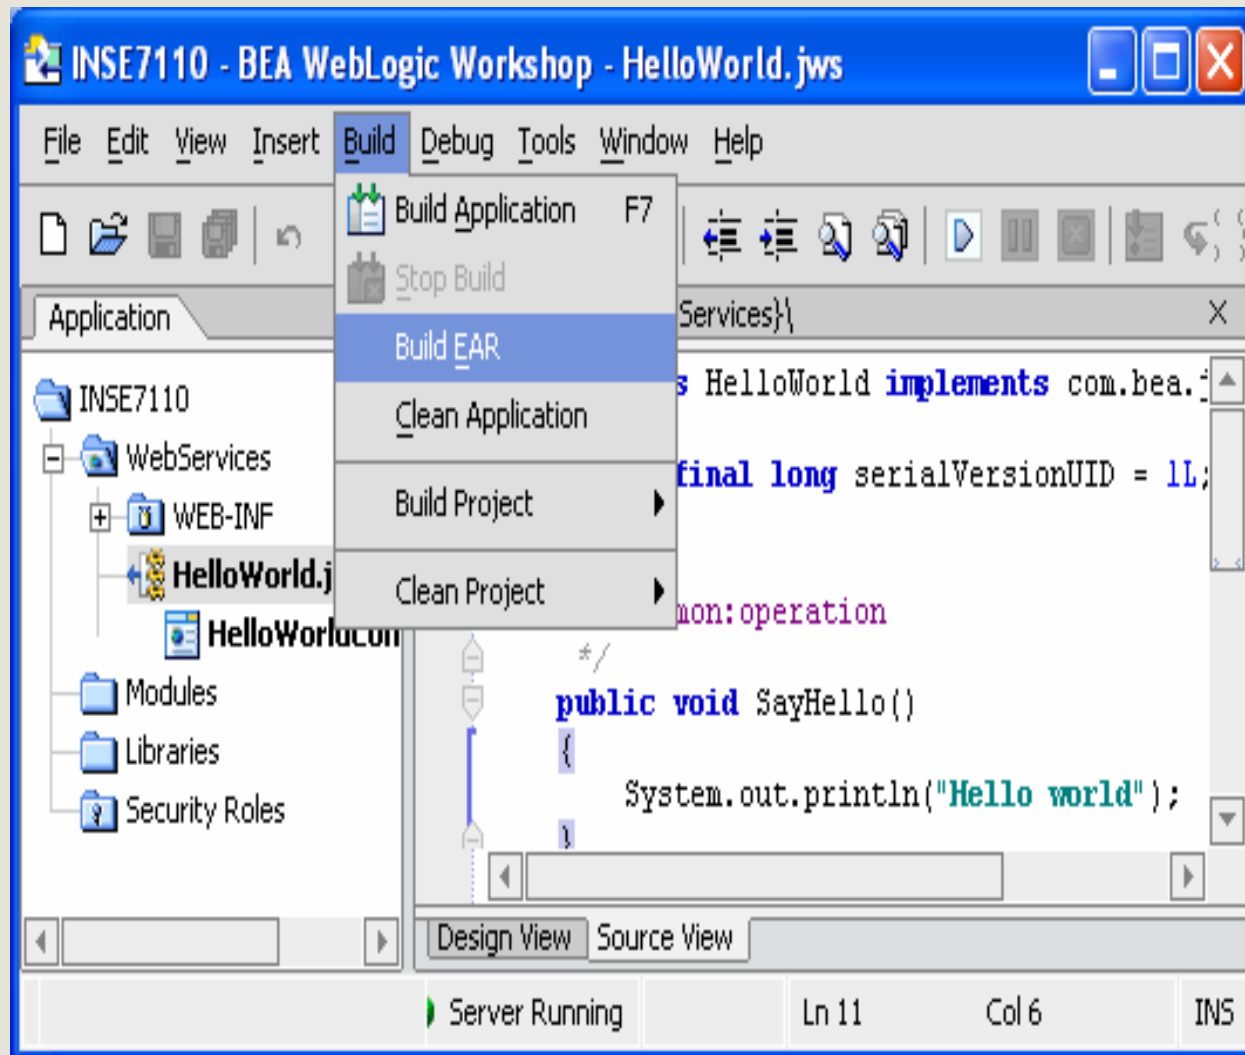 INSE7110 - BEA WebLogic Workshop - HelloWorld.jws
File Edit View Insert Build Debug Tools Window Help
Build Application F7
Stop Build
Build EAR
Clean Application
Build Project
Clean Project
Application
INSE7110
WebServices
WEB-INF
HelloWorld.j
HelloWorldCon
Modules
Libraries
Security Roles
Services}\ X
s HelloWorld implements com.bea.j
final long serialVersionUID = 1L;
mon:operation
*/
public void SayHello()
{
System.out.println("Hello world");
}
Design View Source View
Server Running Ln 11 Col 6 INS